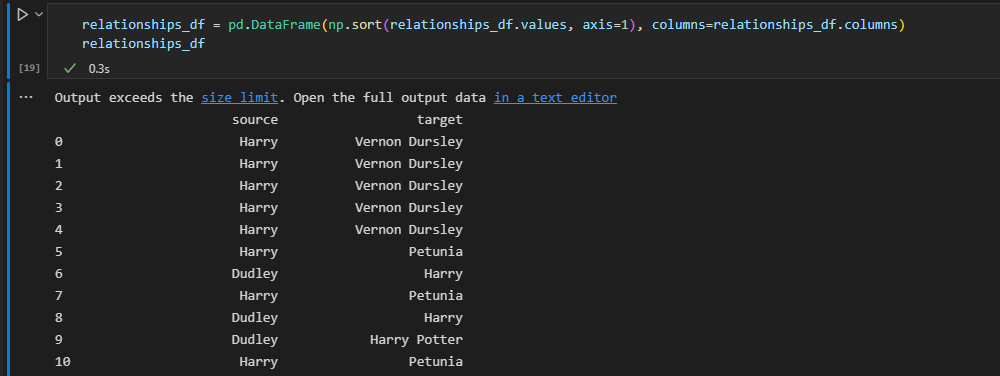 relationships_df = pd.DataFrame(np.sort(relationships_df.values, axis=1), columns=relationships_df.columns)
relationships_df
[19] 0.3s
... Output exceeds the size limit. Open the full output data in a text editor
source target
0 Harry Vernon Dursley
1 Harry Vernon Dursley
2 Harry Vernon Dursley
3 Harry Vernon Dursley
4 Harry Vernon Dursley
5 Harry Petunia
6 Dudley Harry
7 Harry Petunia
8 Dudley Harry
9 Dudley Harry Potter
10 Harry Petunia